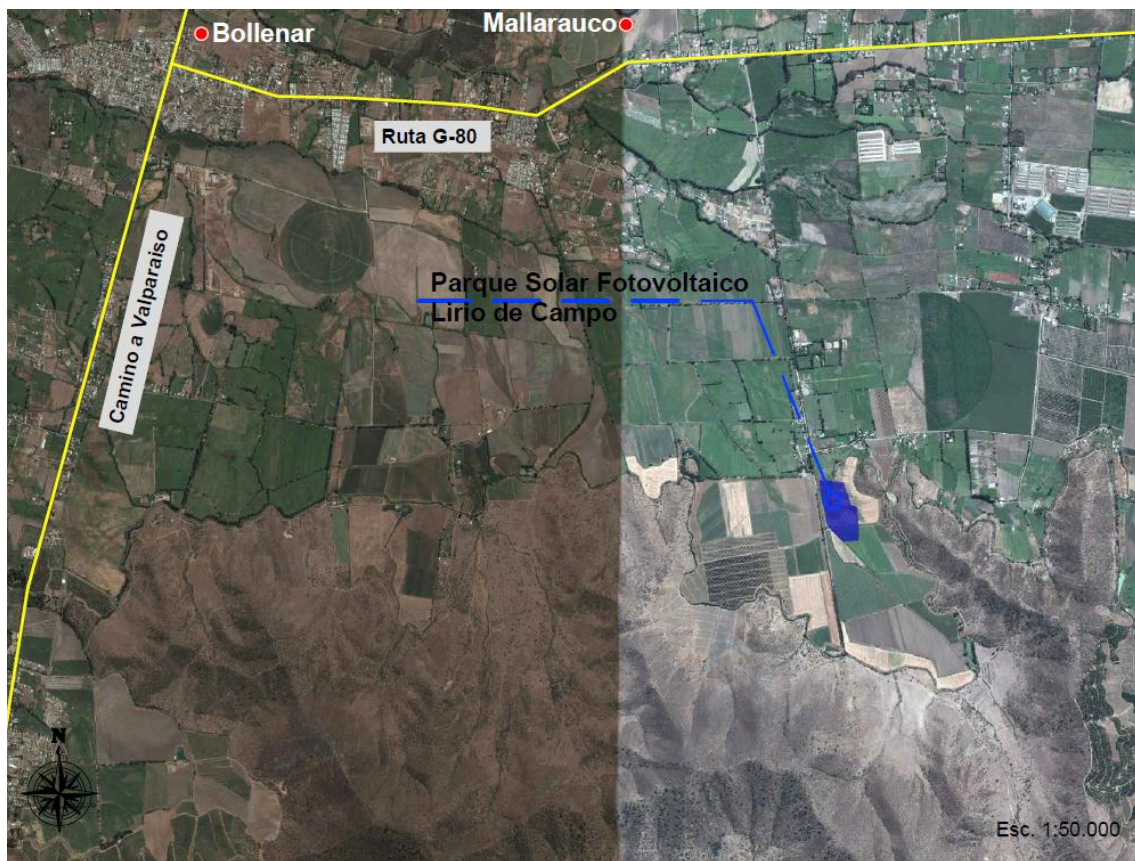 Bollenar
Mallarauco
Ruta G-80
Camino a Valparaiso
Parque Solar Fotovoltaico
Lirio de Campo
N
Esc. 1:50.000